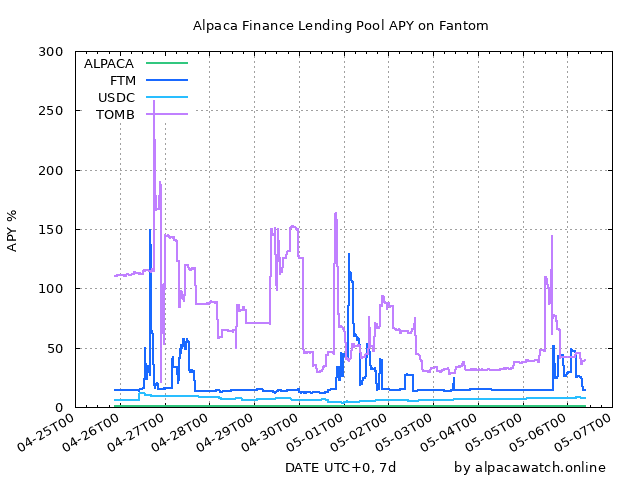 Alpaca Finance Lending Pool APY on Fantom
300
250
200
150
100
50
0
APY %
ALPACA
FTM
USDC
TOMB
04-25T00
04-26T00
04-27T00
04-28T00
04-29T00
04-30T00
05-01T00
05-02T00
05-03T00
05-04T00
05-05T00
05-06T00
05-07T00
DATE UTC+0, 7d
by alpacawatch.online